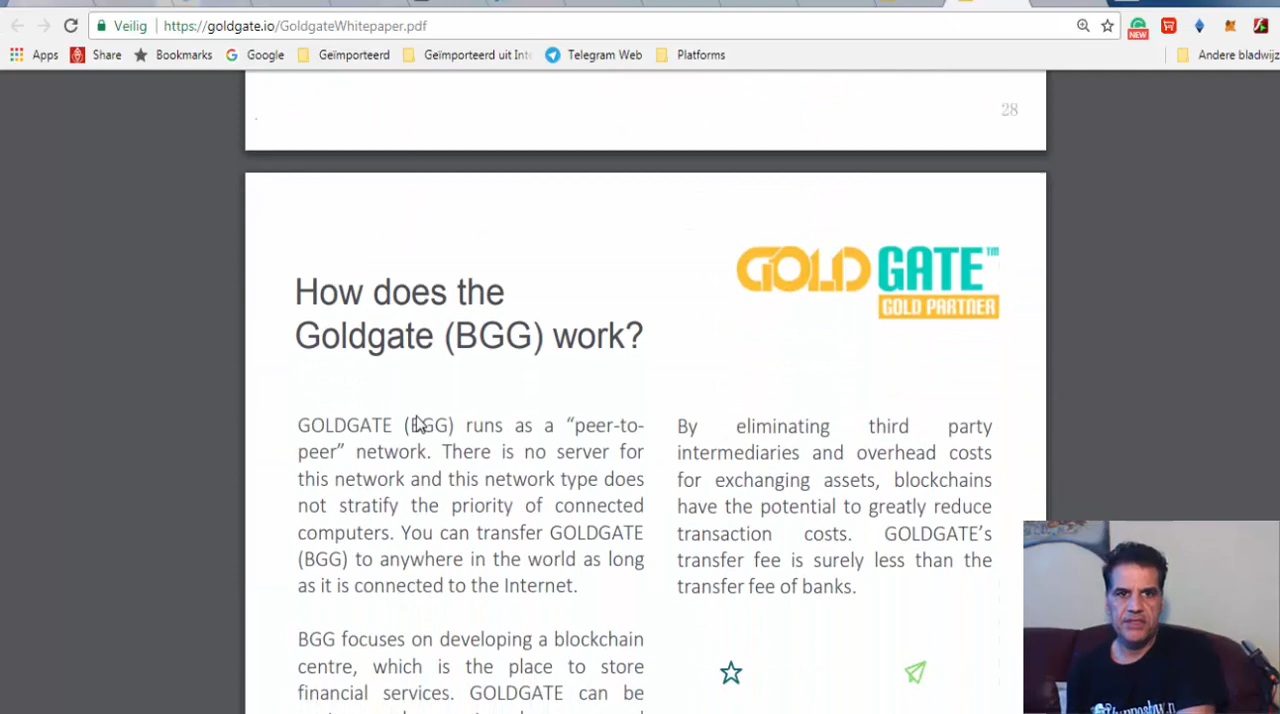 Veilig
https://goldgate.io/GoldgateWhitepaper.pdf
NEW
Apps
Share
Bookmarks
Google
Geïmporteerd
Geïmporteerd uit Inte
Telegram Web
Platforms
Andere bladwijz
28
GOLD GATE™
GOLD PARTNER
How does the
Goldgate (BGG) work?
GOLDGATE (BGG) runs as a “peer-to-
peer” network. There is no server for
this network and this network type does
not stratify the priority of connected
computers. You can transfer GOLDGATE
(BGG) to anywhere in the world as long
as it is connected to the Internet.
BGG focuses on developing a blockchain
centre, which is the place to store
financial services. GOLDGATE can be
By eliminating third party
intermediaries and overhead costs
for exchanging assets, blockchains
have the potential to greatly reduce
transaction costs. GOLDGATE’s
transfer fee is surely less than the
transfer fee of banks.